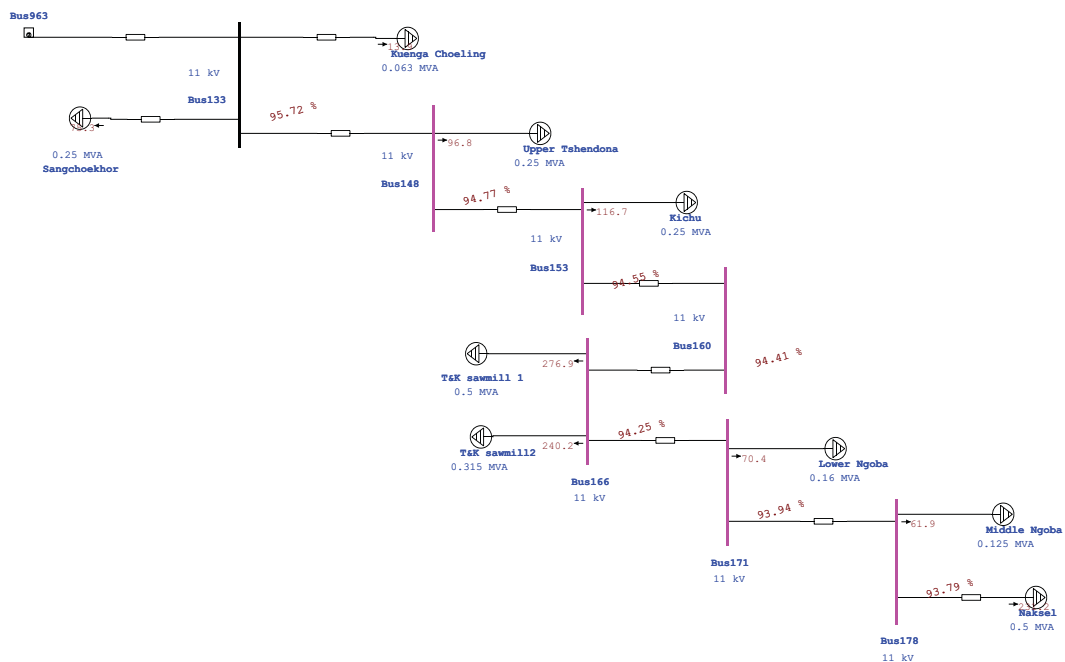 Bus963
Kuenga Choeling
0.063 MVA
11 kV
Bus133
95.72 %
0.25 MVA
Sangchoekhor
96.8
Upper Tshendona
0.25 MVA
11 kV
Bus148
94.77 %
116.7
Kichu
0.25 MVA
11 kV
Bus153
94.55 %
11 kV
Bus160
94.41 %
276.9
T&K sawmill 1
0.5 MVA
240.2
T&K sawmill2
0.315 MVA
94.25 %
Bus166
11 kV
70.4
Lower Ngoba
0.16 MVA
93.94 %
61.9
Middle Ngoba
0.125 MVA
Bus171
11 kV
93.79 %
Naksel
0.5 MVA
Bus178
11 kV